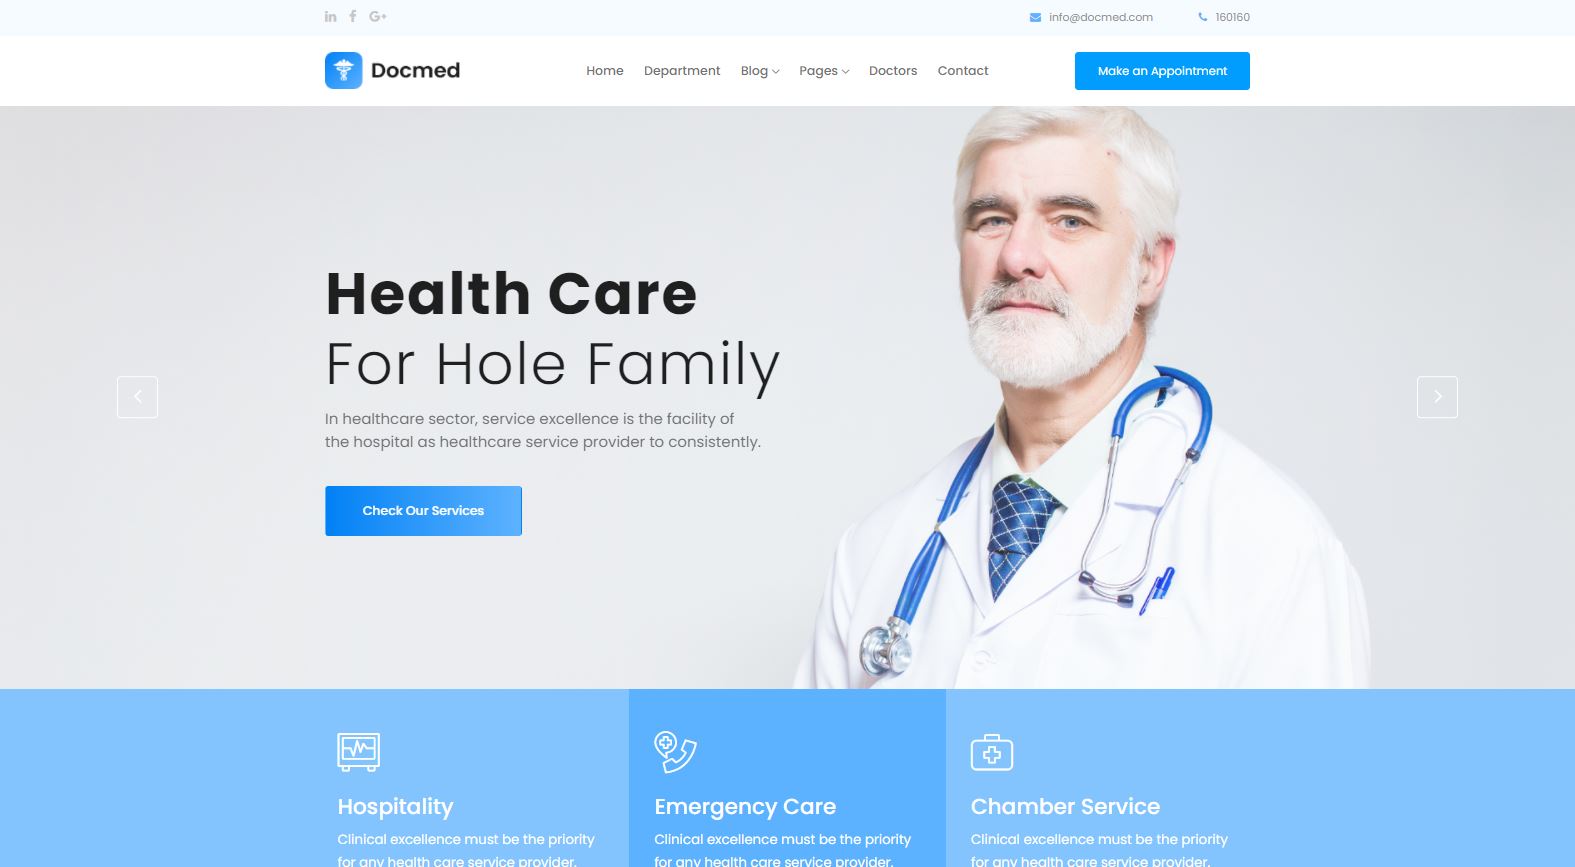 info@docmed.com
160160
Docmed
Home
Department
Blog
Pages
Doctors
Contact
Make an Appointment
Health Care
For Hole Family
In healthcare sector, service excellence is the facility of
the hospital as healthcare service provider to consistently.
Check Our Services
Hospitality
Clinical excellence must be the priority
for any health care service provider.
Emergency Care
Clinical excellence must be the priority
for any health care service provider.
Chamber Service
Clinical excellence must be the priority
for any health care service provider.